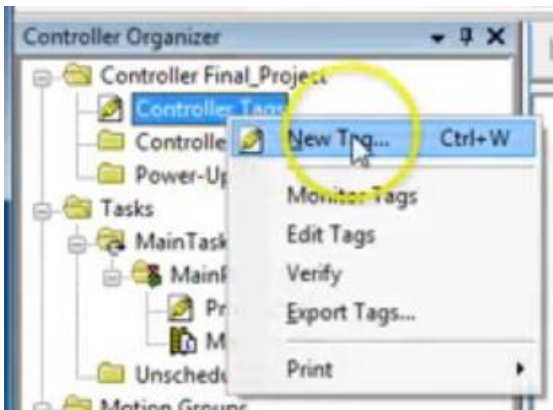 Controller Organizer
Controller Final_Project
Controller Tags
Controlle
Power-Up
Tasks
MainTask
MainP
Pr
M
Unschedu
Motion Groups
New Tag... Ctrl+W
Monitor Tags
Edit Tags
Verify
Export Tags...
Print